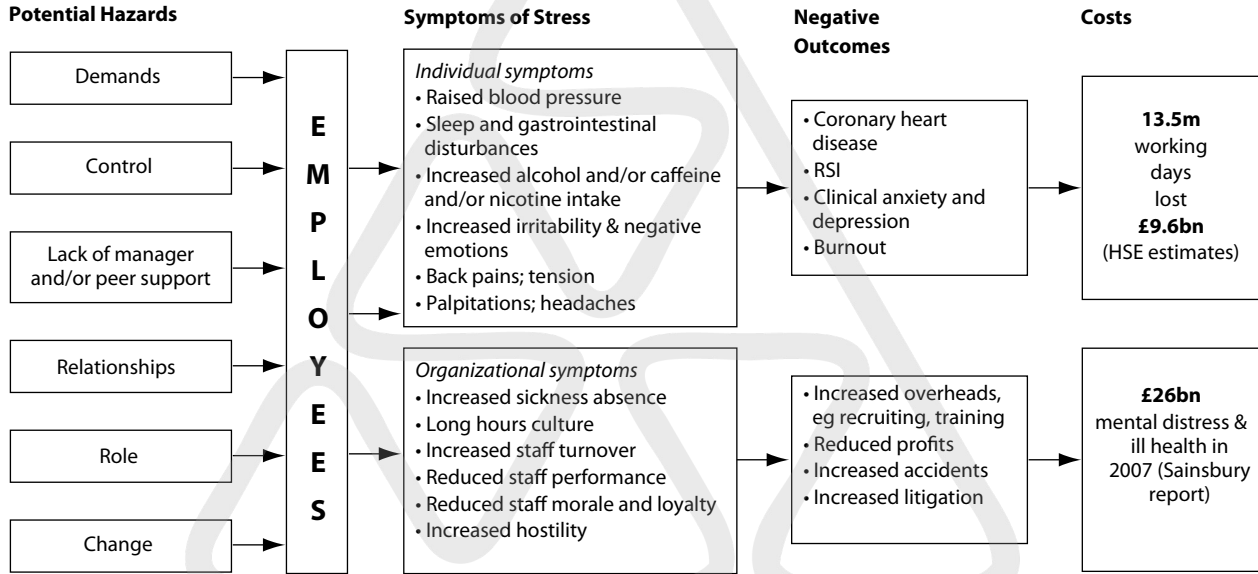 Potential Hazards
Symptoms of Stress
Negative
Outcomes
Costs
Demands
Control
Lack of manager
and/or peer support
Relationships
Role
Change
E
M
P
L
O
Y
E
E
S
Individual symptoms
• Raised blood pressure
• Sleep and gastrointestinal
disturbances
• Increased alcohol and/or caffeine
and/or nicotine intake
• Increased irritability & negative
emotions
• Back pains; tension
• Palpitations; headaches
Organizational symptoms
• Increased sickness absence
• Long hours culture
• Increased staff turnover
• Reduced staff performance
• Reduced staff morale and loyalty
• Increased hostility
• Coronary heart
disease
• RSI
• Clinical anxiety and
depression
• Burnout
• Increased overheads,
eg recruiting, training
• Reduced profits
• Increased accidents
• Increased litigation
13.5m
working
days
lost
£9.6bn
(HSE estimates)
£26bn
mental distress &
ill health in
2007 (Sainsbury
report)